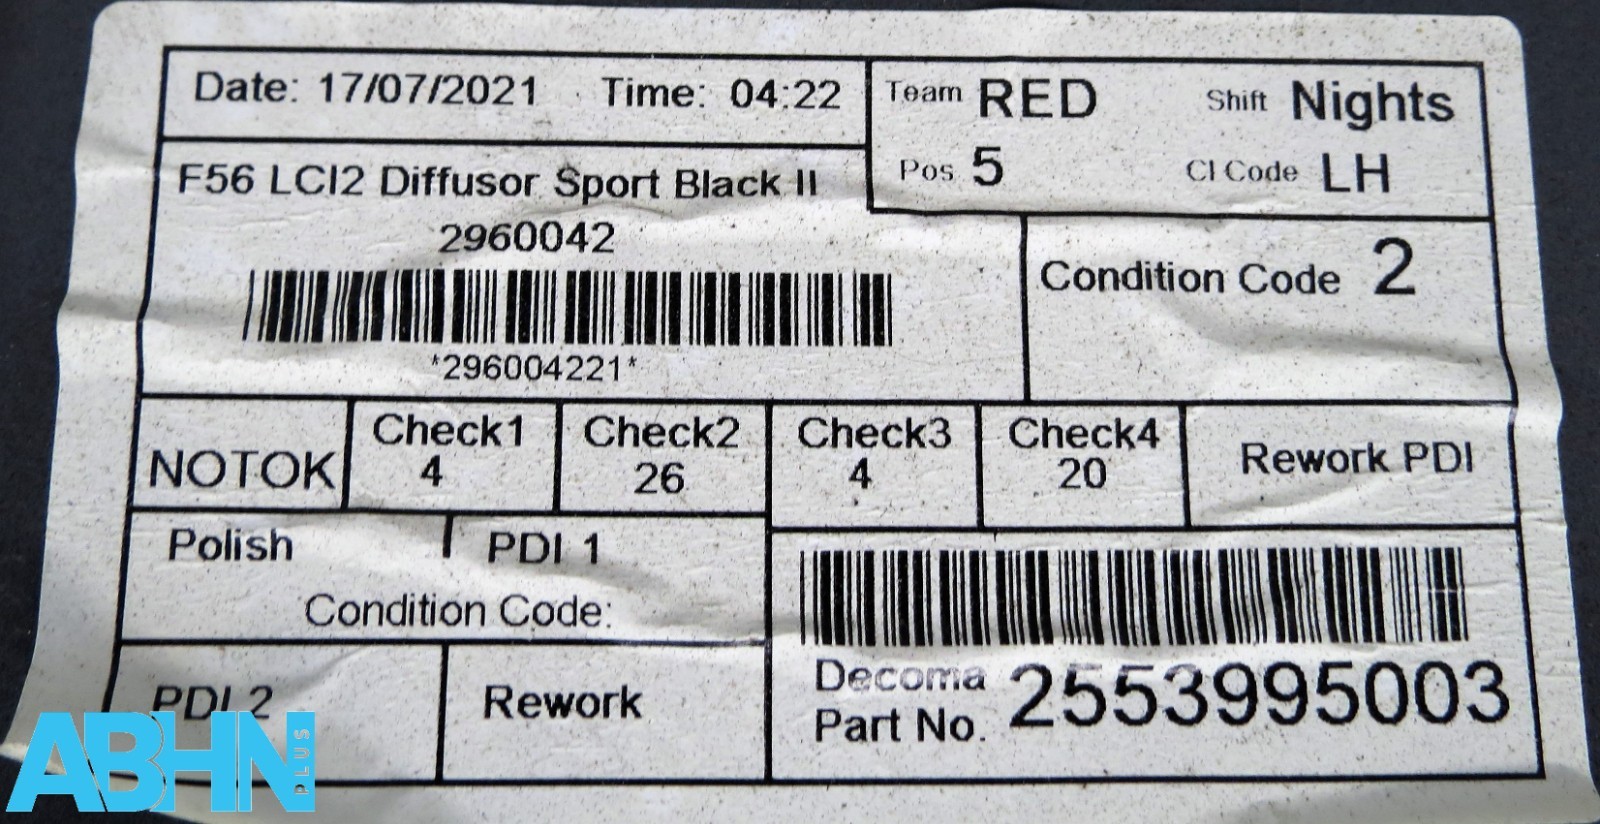 Date: 17/07/2021 Time: 04:22
Team RED Shift Nights
Pos 5 CI Code LH
F56 LCI2 Diffusor Sport Black II
2960042
*296004221*
Condition Code 2
NOTOK
Check1
4
Check2
26
Check3
4
Check4
20
Rework PDI
Polish
PDI 1
Condition Code:
PDI 2
Rework
Decoma
Part No. 2553995003
ABHN PLUS